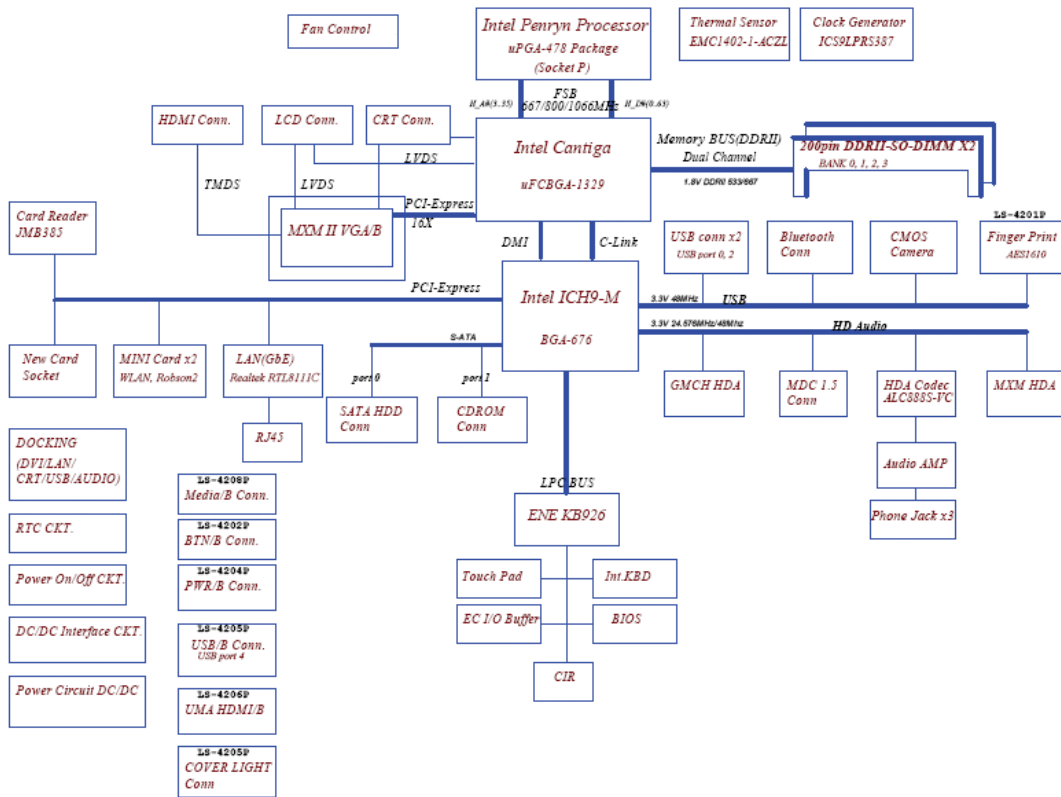 Fan Control
Intel Penryn Processor
uPGA-478 Package
(Socket P)
Thermal Sensor
EMC1402-1-ACZL
Clock Generator
ICS9LPRS387
H_A#(3..35)
FSB
667/800/1066MHz
H_D#(0..63)
HDMI Conn.
LCD Conn.
CRT Conn.
Intel Cantiga
uFCBGA-1329
Memory BUS(DDRII)
Dual Channel
1.8V DDRII 533/667
200pin DDRII-SO-DIMM X2
BANK 0, 1, 2, 3
LVDS
TMDS
LVDS
PCI-Express
16X
MXM II VGA/B
Card Reader
JMB385
DMI
C-Link
USB conn x2
USB port 0, 2
Bluetooth
Conn
CMOS
Camera
LS-4201P
Finger Print
AES1610
PCI-Express
Intel ICH9-M
BGA-676
3.3V 48MHz
USB
3.3V 24.576MHz/48Mhz
HD Audio
S-ATA
New Card
Socket
MINI Card x2
WLAN, Robson2
LAN(GbE)
Realtek RTL8111C
port 0
port 1
GMCH HDA
MDC 1.5
Conn
HDA Codec
ALC888S-VC
MXM HDA
SATA HDD
Conn
CDROM
Conn
RJ45
DOCKING
(DVI/LAN/
CRT/USB/AUDIO)
Audio AMP
LS-4208P
Media/B Conn.
LPC BUS
ENE KB926
Phone Jack x3
RTC CKT.
LS-4202P
BTN/B Conn.
Power On/Off CKT.
LS-4204P
PWR/B Conn.
Touch Pad
Int.KBD
DC/DC Interface CKT.
LS-4205P
USB/B Conn.
USB port 4
EC I/O Buffer
BIOS
Power Circuit DC/DC
LS-4206P
UMA HDMI/B
CIR
LS-4205P
COVER LIGHT
Conn